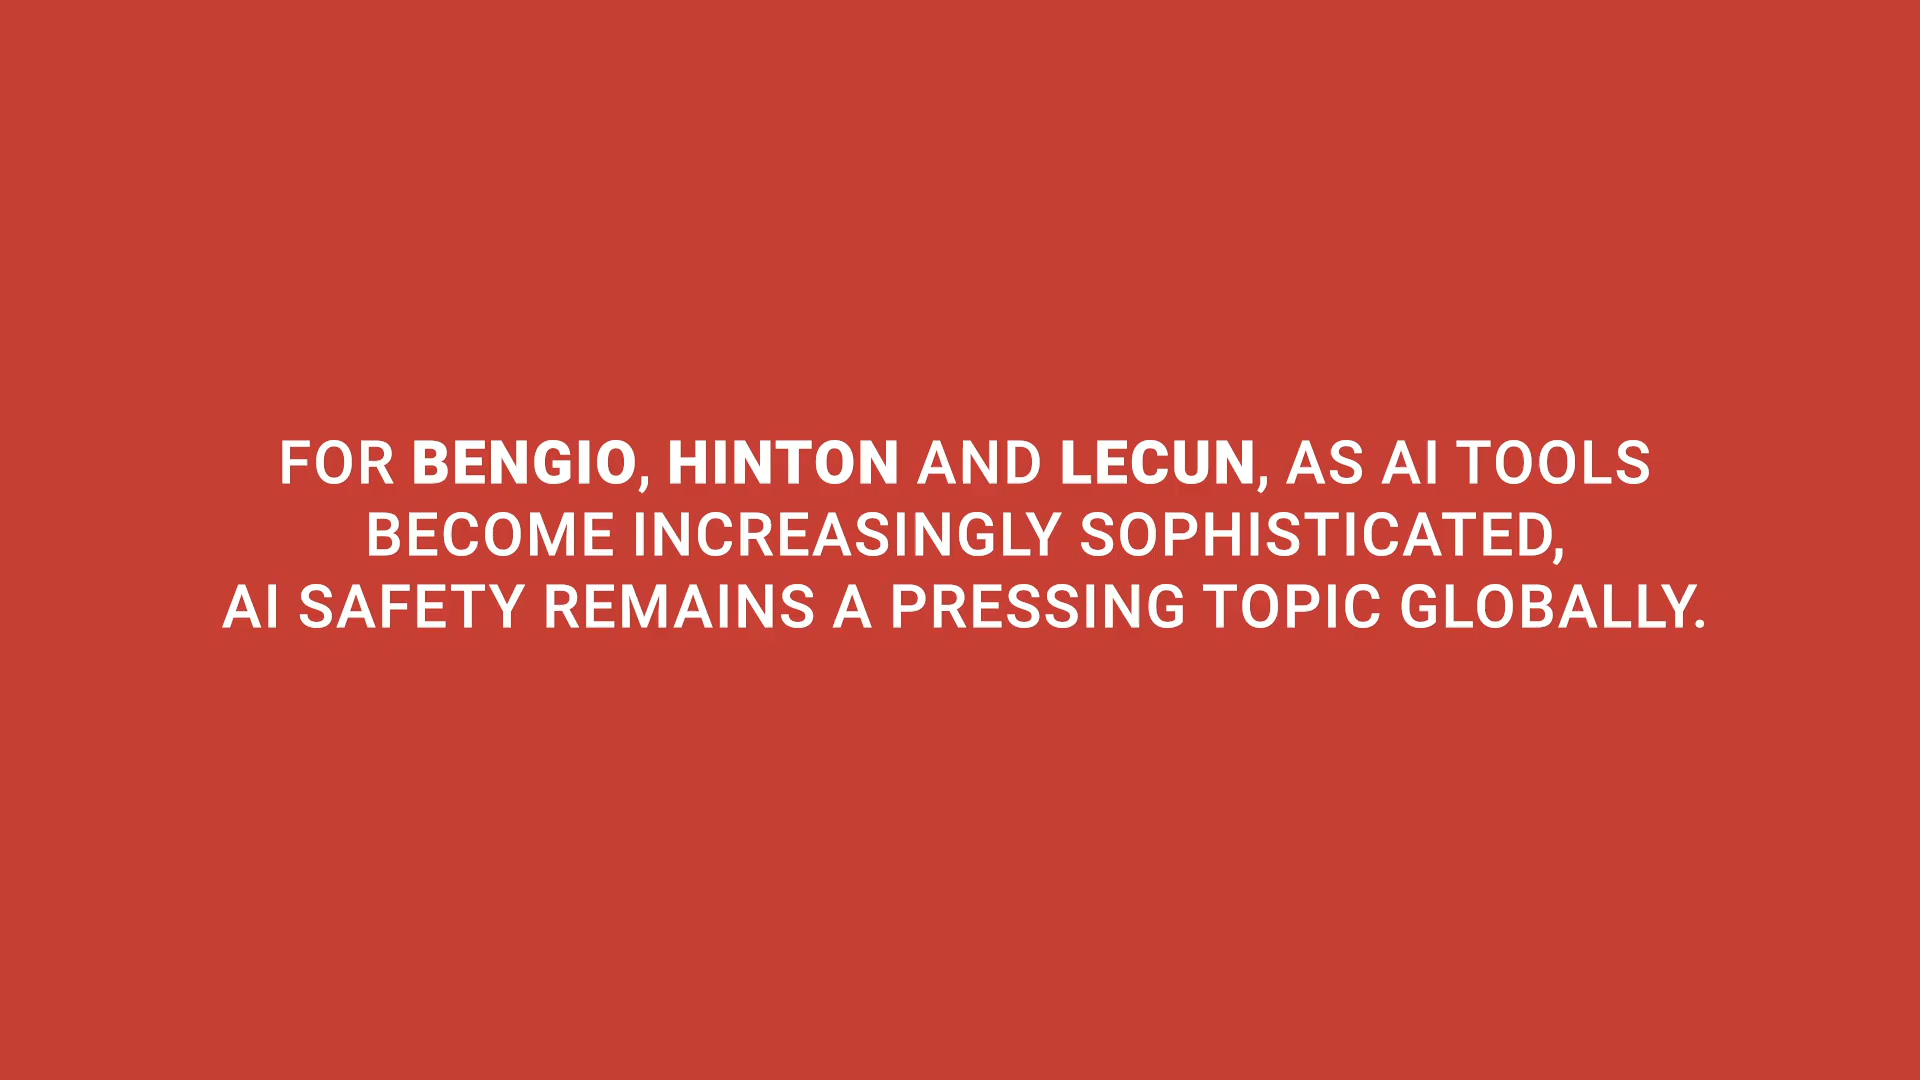 FOR BENGIO, HINTON AND LECUN, AS AI TOOLS
BECOME INCREASINGLY SOPHISTICATED,
AI SAFETY REMAINS A PRESSING TOPIC GLOBALLY.